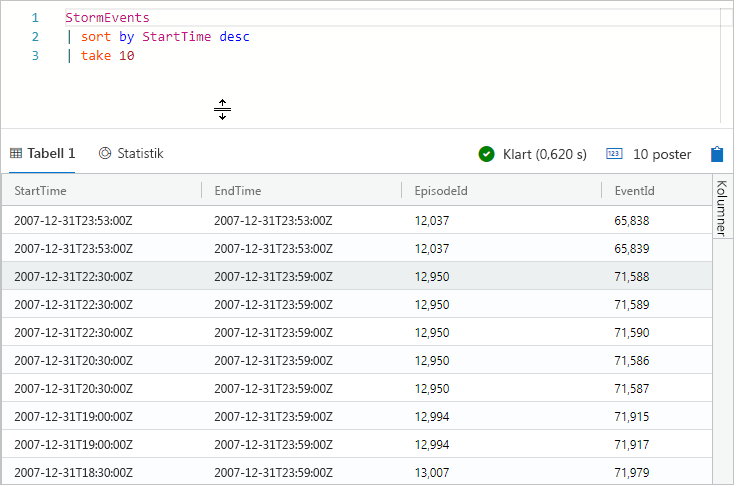 1 StormEvents
2 | sort by StartTime desc
3 | take 10
Tabell 1 Statistik Klart (0,620 s) 123 10 poster
StartTime EndTime EpisodeId EventId
Kolumner
2007-12-31T23:53:00Z 2007-12-31T23:53:00Z 12,037 65,838
2007-12-31T23:53:00Z 2007-12-31T23:53:00Z 12,037 65,839
2007-12-31T22:30:00Z 2007-12-31T23:59:00Z 12,950 71,588
2007-12-31T22:30:00Z 2007-12-31T23:59:00Z 12,950 71,589
2007-12-31T22:30:00Z 2007-12-31T23:59:00Z 12,950 71,590
2007-12-31T20:30:00Z 2007-12-31T23:59:00Z 12,950 71,586
2007-12-31T20:30:00Z 2007-12-31T23:59:00Z 12,950 71,587
2007-12-31T19:00:00Z 2007-12-31T23:59:00Z 12,994 71,915
2007-12-31T19:00:00Z 2007-12-31T23:59:00Z 12,994 71,917
2007-12-31T18:30:00Z 2007-12-31T23:59:00Z 13,007 71,979